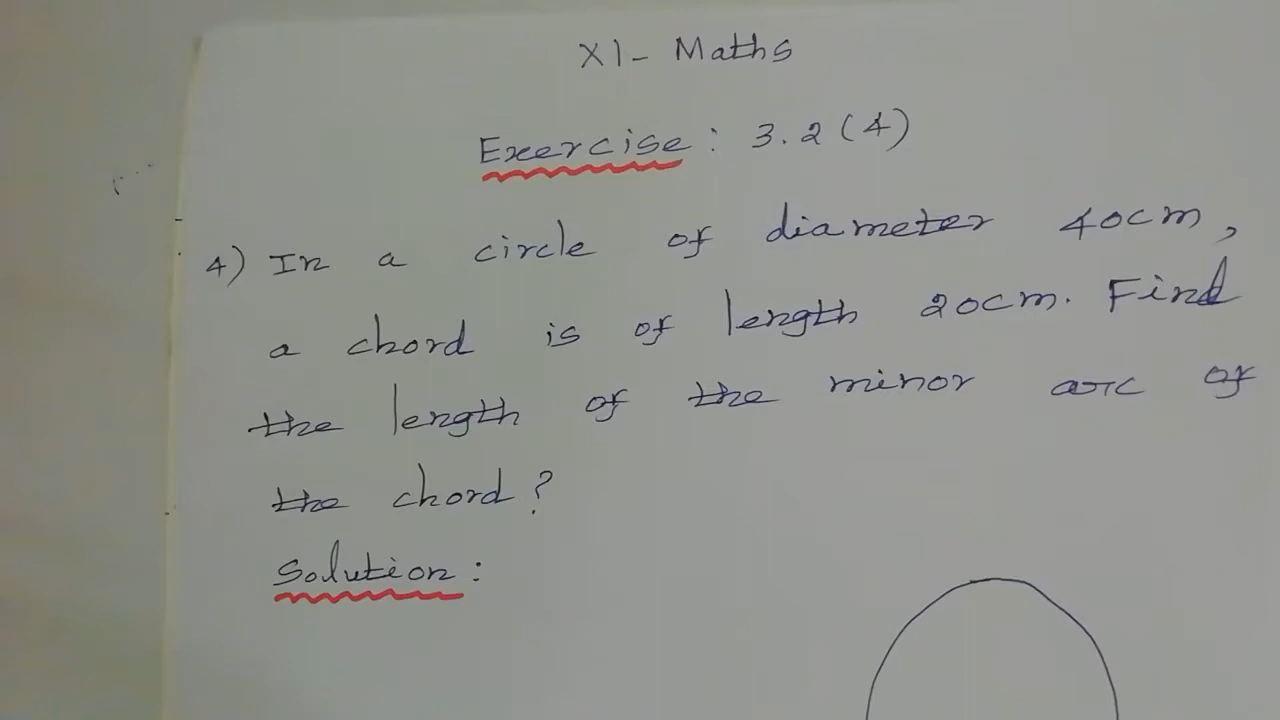 XI- Maths
Exercise: 3.2(4)
4) In a circle of diameter 40cm,
a chord is of length 20cm. Find
the length of the minor arc of
the chord?
Solution: